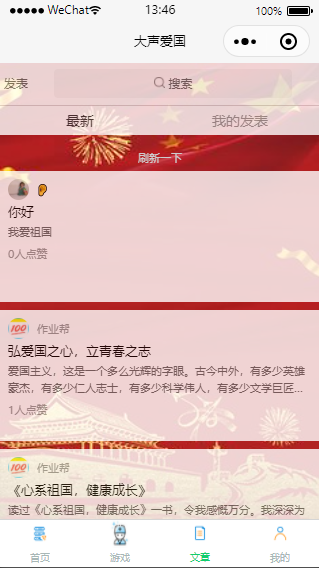 WeChat 13:46 100%
大声爱国
发表 搜索
最新 我的发表
刷新一下
你好
我爱祖国
0人点赞
作业帮
弘爱国之心，立青春之志
爱国主义，这是一个多么光辉的字眼。古今中外，有多少英雄
豪杰，有多少仁人志士，有多少科学伟人，有多少文学巨匠...
1人点赞
作业帮
《心系祖国，健康成长》
读过《心系祖国，健康成长》一书，令我感慨万分。我深深为
首页 游戏 文章 我的